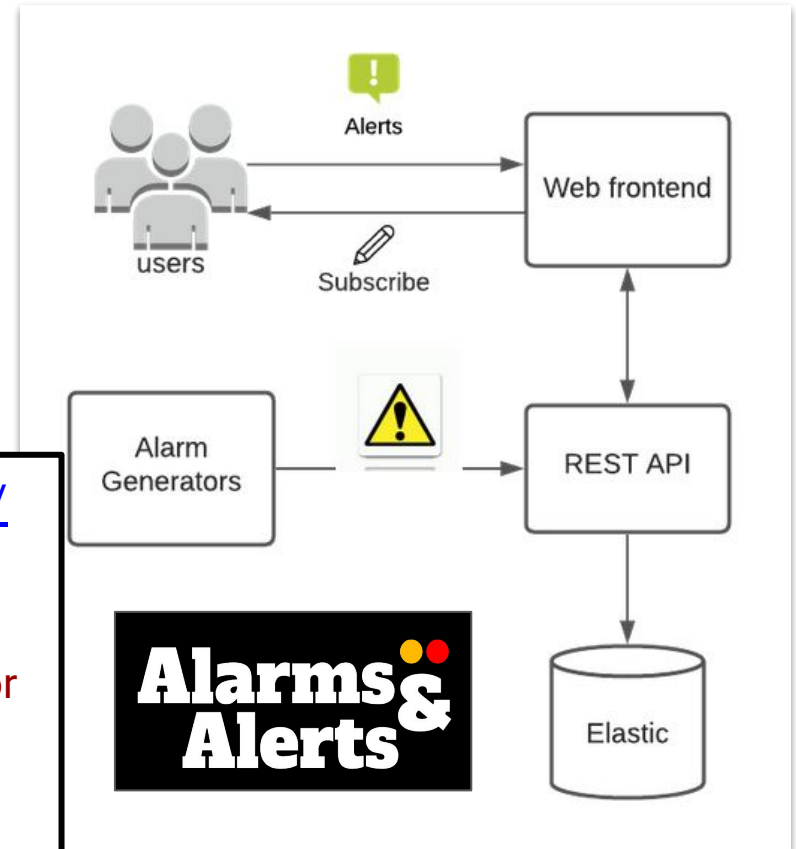 !
Alerts
Web frontend
users
Subscribe
Alarm
Generators
!
REST API
Alarms&
Alerts
Elastic